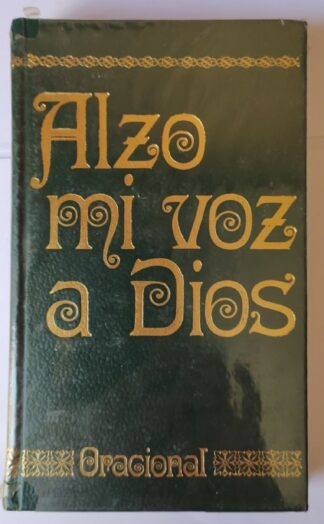 Alzo
mi voz
a Dios
Oracional